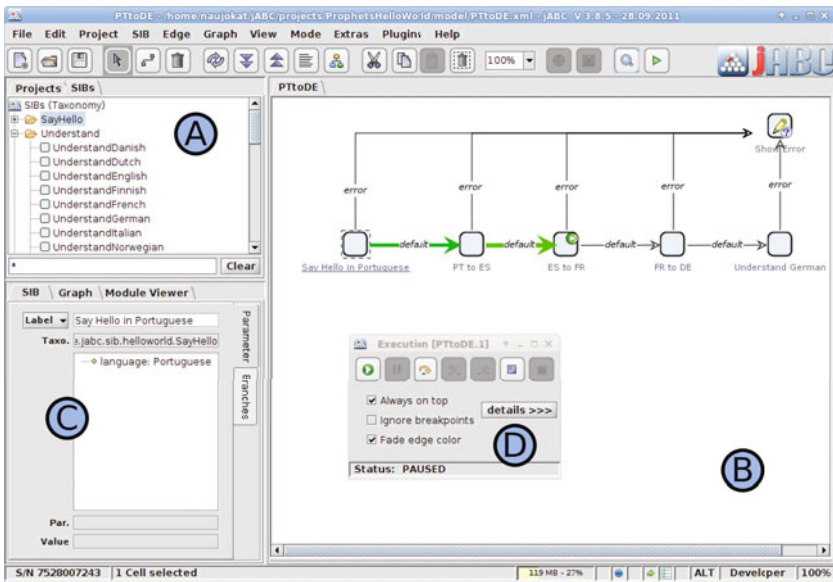 PTtoDE - /home/naujokat/jABC/projects/ProphetsHelloWorld/model/PTtoDE.xml - jABC V 3.8.5 - 28.09.2011
File Edit Project SIB Edge Graph View Mode Extras Plugins Help
100%
jABC
Projects SIBs
SIBs (Taxonomy)
SayHello
Understand
UnderstandDanish
UnderstandDutch
UnderstandEnglish
UnderstandFinnish
UnderstandFrench
UnderstandGerman
UnderstandItalian
UnderstandNorwegian
A
* Clear
SIB Graph Module Viewer
Label Say Hello in Portuguese
Taxo. e.jabc.sib.helloworld.SayHello
language: Portuguese
Parameter
Branches
C
Par.
Value
PTtoDE
Show Error
error error error error error
default default default default
Say Hello in Portuguese PT to ES ES to FR FR to DE Understand German
Execution [PTtoDE.1]
Always on top
Ignore breakpoints
Fade edge color
details >>>
D
Status: PAUSED
B
S/N 7528007243 1 Cell selected
119 MB - 27% ALT Developer 100%